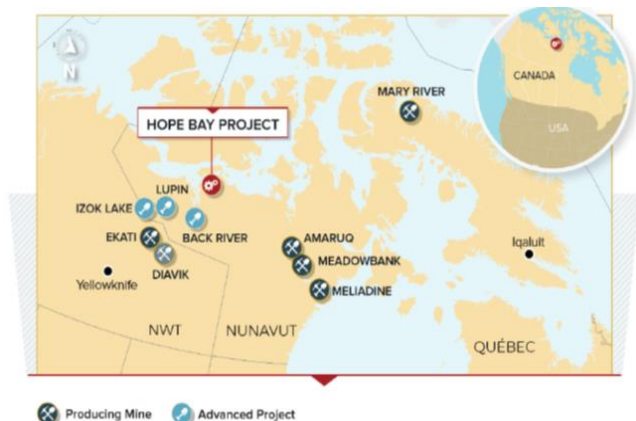 N
CANADA
USA
MARY RIVER
HOPE BAY PROJECT
LUPIN
IZOK LAKE
BACK RIVER
EKATI
DIAVIK
AMARUQ
MEADOWBANK
MELIADINE
Iqaluit
Yellowknife
NWT
NUNAVUT
QUÉBEC
Producing Mine
Advanced Project